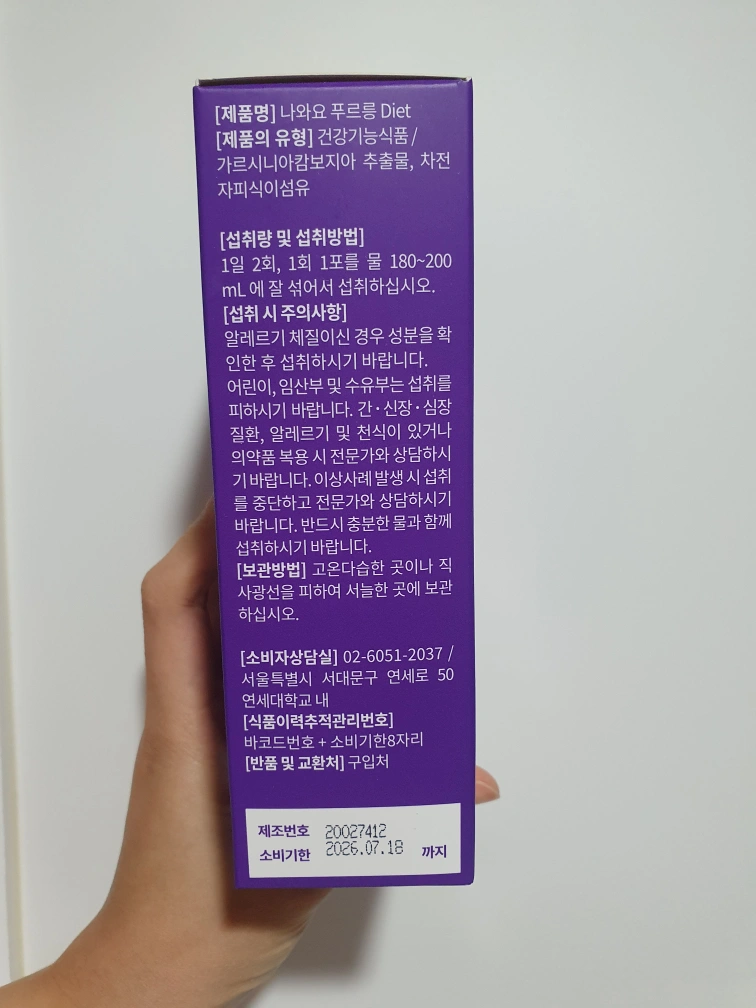 [제품명] 나와요 푸르릉 Diet
[제품의 유형] 건강기능식품 /
가르시니아캄보지아 추출물, 차전
자피식이섬유
[섭취량 및 섭취방법]
1일 2회, 1회 1포를 물 180~200
mL 에 잘 섞어서 섭취하십시오.
[섭취 시 주의사항]
알레르기 체질이신 경우 성분을 확
인한 후 섭취하시기 바랍니다.
어린이, 임산부 및 수유부는 섭취를
피하시기 바랍니다. 간·신장·심장
질환, 알레르기 및 천식이 있거나
의약품 복용 시 전문가와 상담하시
기 바랍니다. 이상사례 발생 시 섭취
를 중단하고 전문가와 상담하시기
바랍니다. 반드시 충분한 물과 함께
섭취하시기 바랍니다.
[보관방법] 고온다습한 곳이나 직
사광선을 피하여 서늘한 곳에 보관
하십시오.
[소비자상담실] 02-6051-2037 /
서울특별시 서대문구 연세로 50
연세대학교 내
[식품이력추적관리번호]
바코드번호 + 소비기한8자리
[반품 및 교환처] 구입처
제조번호 20027412
소비기한 2026.07.18 까지